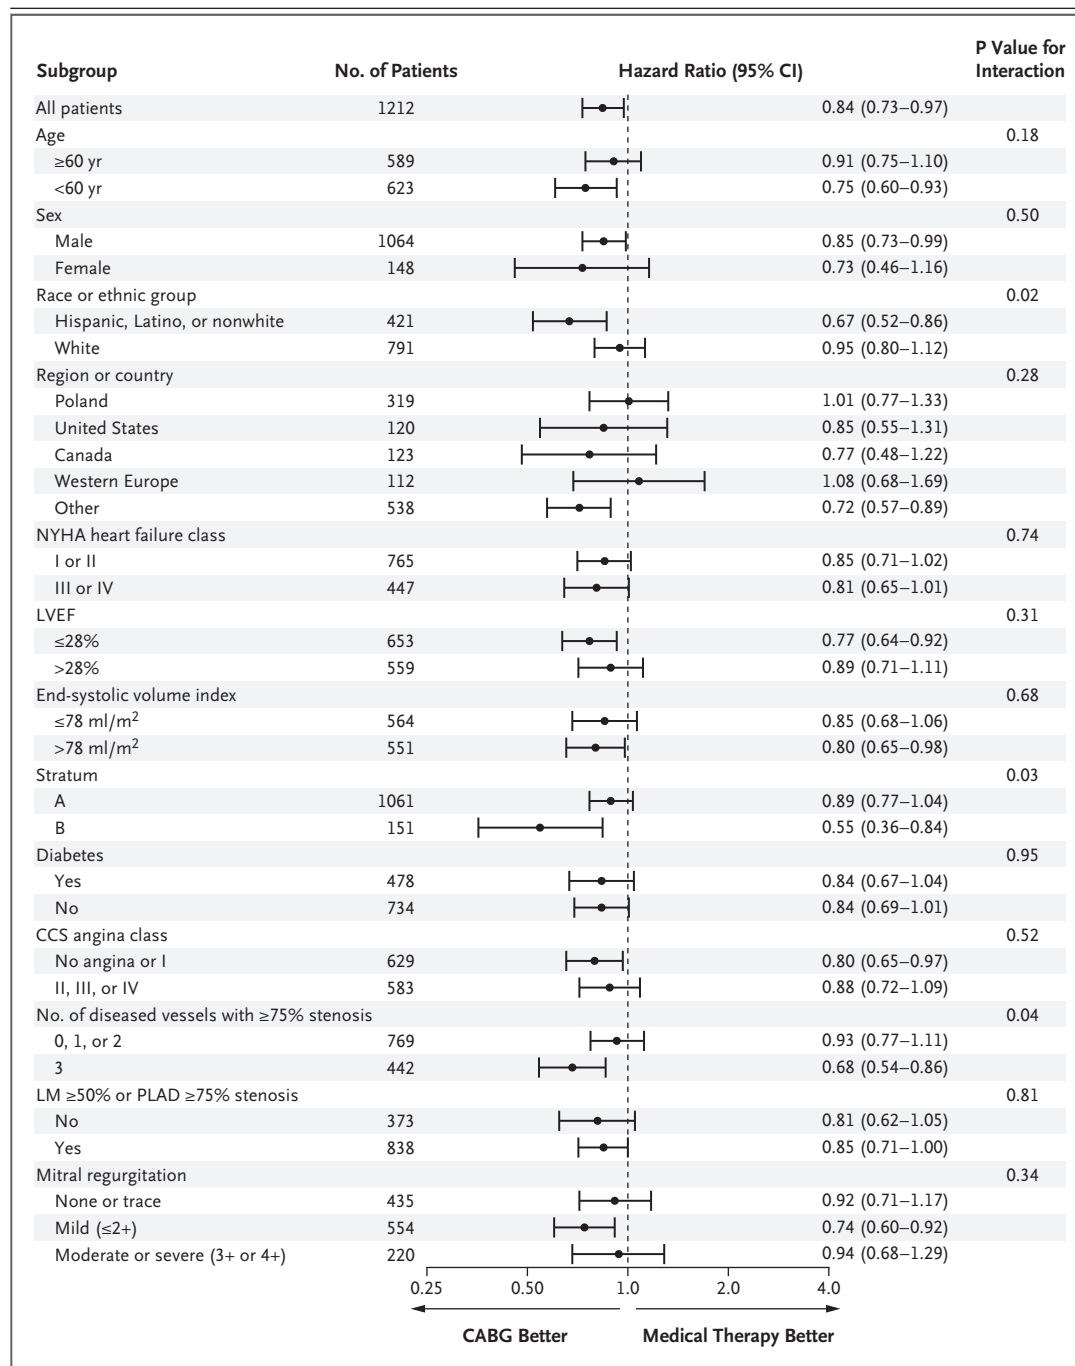 Subgroup No. of Patients Hazard Ratio (95% CI) P Value for Interaction
All patients 1212 0.84 (0.73–0.97)
Age 0.18
≥60 yr 589 0.91 (0.75–1.10)
<60 yr 623 0.75 (0.60–0.93)
Sex 0.50
Male 1064 0.85 (0.73–0.99)
Female 148 0.73 (0.46–1.16)
Race or ethnic group 0.02
Hispanic, Latino, or nonwhite 421 0.67 (0.52–0.86)
White 791 0.95 (0.80–1.12)
Region or country 0.28
Poland 319 1.01 (0.77–1.33)
United States 120 0.85 (0.55–1.31)
Canada 123 0.77 (0.48–1.22)
Western Europe 112 1.08 (0.68–1.69)
Other 538 0.72 (0.57–0.89)
NYHA heart failure class 0.74
I or II 765 0.85 (0.71–1.02)
III or IV 447 0.81 (0.65–1.01)
LVEF 0.31
≤28% 653 0.77 (0.64–0.92)
>28% 559 0.89 (0.71–1.11)
End-systolic volume index 0.68
≤78 ml/m² 564 0.85 (0.68–1.06)
>78 ml/m² 551 0.80 (0.65–0.98)
Stratum 0.03
A 1061 0.89 (0.77–1.04)
B 151 0.55 (0.36–0.84)
Diabetes 0.95
Yes 478 0.84 (0.67–1.04)
No 734 0.84 (0.69–1.01)
CCS angina class 0.52
No angina or I 629 0.80 (0.65–0.97)
II, III, or IV 583 0.88 (0.72–1.09)
No. of diseased vessels with ≥75% stenosis 0.04
0, 1, or 2 769 0.93 (0.77–1.11)
3 442 0.68 (0.54–0.86)
LM ≥50% or PLAD ≥75% stenosis 0.81
No 373 0.81 (0.62–1.05)
Yes 838 0.85 (0.71–1.00)
Mitral regurgitation 0.34
None or trace 435 0.92 (0.71–1.17)
Mild (≤2+) 554 0.74 (0.60–0.92)
Moderate or severe (3+ or 4+) 220 0.94 (0.68–1.29)
0.25 0.50 1.0 2.0 4.0
CABG Better Medical Therapy Better